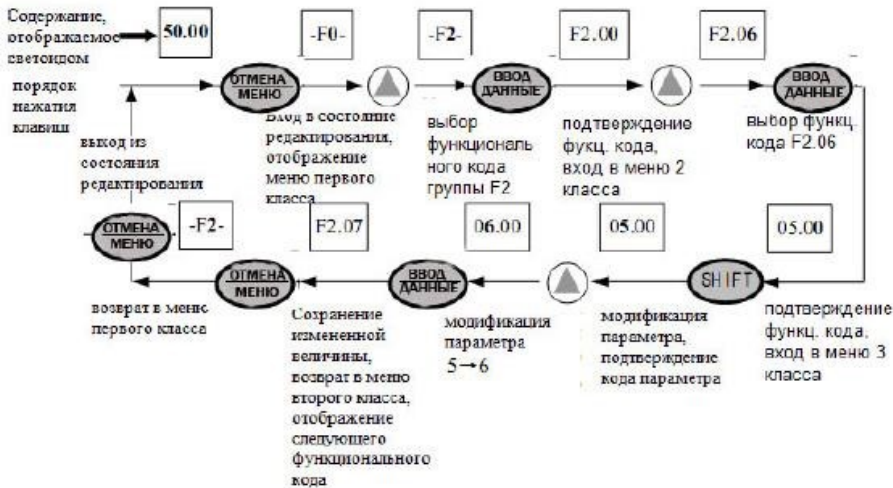 Содержание,
отображаемое
светоидом
50.00
-F0-
-F2-
F2.00
F2.06
порядок
нажатия
клавиш
ОТМЕНА
МЕНЮ
ВВОД
ДАННЫЕ
ВВОД
ДАННЫЕ
выход из
состояния
редактирования
Вход в состояние
редактирования,
отображение
меню первого
класса
выбор
функциональ
ного кода
группы F2
подтверждение
фукц. кода,
вход в меню 2
класса
выбор функц.
кода F2.06
-F2-
F2.07
06.00
05.00
05.00
ОТМЕНА
МЕНЮ
ОТМЕНА
МЕНЮ
ВВОД
ДАННЫЕ
SHIFT
возврат в меню
первого класса
Сохранение
измененной
величины,
возврат в меню
второго класса,
отображение
следующего
функционального
кода
модификация
параметра
5→6
модификация
параметра,
подтверждение
кода параметра
подтверждение
функц. кода,
вход в меню 3
класса